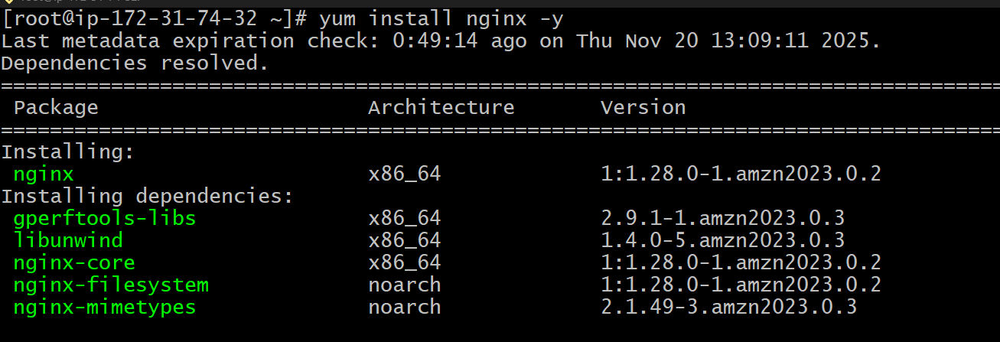 [root@ip-172-31-74-32 ~]# yum install nginx -y
Last metadata expiration check: 0:49:14 ago on Thu Nov 20 13:09:11 2025.
Dependencies resolved.
==================================================================================
Package Architecture Version
==================================================================================
Installing:
nginx x86_64 1:1.28.0-1.amzn2023.0.2
Installing dependencies:
gperftools-libs x86_64 2.9.1-1.amzn2023.0.3
libunwind x86_64 1.4.0-5.amzn2023.0.3
nginx-core x86_64 1:1.28.0-1.amzn2023.0.2
nginx-filesystem noarch 1:1.28.0-1.amzn2023.0.2
nginx-mimetypes noarch 2.1.49-3.amzn2023.0.3